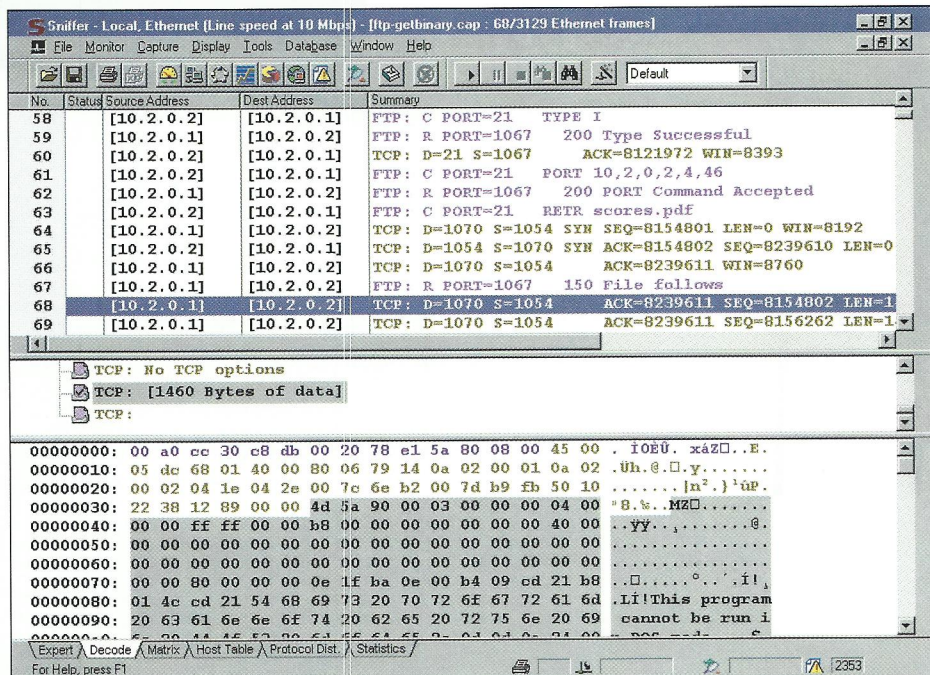 Sniffer - Local, Ethernet (Line speed at 10 Mbps) - [ftp-getbinary.cap : 68/3129 Ethernet frames]
File Monitor Capture Display Tools Database Window Help
Default
No. Status Source Address Dest Address Summary
58 [10.2.0.2] [10.2.0.1] FTP: C PORT=21 TYPE I
59 [10.2.0.1] [10.2.0.2] FTP: R PORT=1067 200 Type Successful
60 [10.2.0.2] [10.2.0.1] TCP: D=21 S=1067 ACK=8121972 WIN=8393
61 [10.2.0.2] [10.2.0.1] FTP: C PORT=21 PORT 10,2,0,2,4,46
62 [10.2.0.1] [10.2.0.2] FTP: R PORT=1067 200 PORT Command Accepted
63 [10.2.0.2] [10.2.0.1] FTP: C PORT=21 RETR scores.pdf
64 [10.2.0.1] [10.2.0.2] TCP: D=1070 S=1054 SYN SEQ=8154801 LEN=0 WIN=8192
65 [10.2.0.2] [10.2.0.1] TCP: D=1054 S=1070 SYN ACK=8154802 SEQ=8239610 LEN=0
66 [10.2.0.1] [10.2.0.2] TCP: D=1070 S=1054 ACK=8239611 WIN=8760
67 [10.2.0.1] [10.2.0.2] FTP: R PORT=1067 150 File follows
68 [10.2.0.1] [10.2.0.2] TCP: D=1070 S=1054 ACK=8239611 SEQ=8154802 LEN=1
69 [10.2.0.1] [10.2.0.2] TCP: D=1070 S=1054 ACK=8239611 SEQ=8156262 LEN=1
TCP: No TCP options
TCP: [1460 Bytes of data]
TCP:
00000000: 00 a0 cc 30 c8 db 00 20 78 e1 5a 80 08 00 45 00 . ÌOÈÛ. xáZ□..E.
00000010: 05 dc 68 01 40 00 80 06 79 14 0a 02 00 01 0a 02 .Üh.@.□.y.......
00000020: 00 02 04 1e 04 2e 00 7c 6e b2 00 7d b9 fb 50 10 .......|n².}¹ûP.
00000030: 22 38 12 89 00 00 4d 5a 90 00 03 00 00 00 04 00 "8.‰..MZ□.......
00000040: 00 00 ff ff 00 00 b8 00 00 00 00 00 00 00 40 00 ..ÿÿ..¸.......@.
00000050: 00 00 00 00 00 00 00 00 00 00 00 00 00 00 00 00 ................
00000060: 00 00 00 00 00 00 00 00 00 00 00 00 00 00 00 00 ................
00000070: 00 00 80 00 00 00 0e 1f ba 0e 00 b4 09 cd 21 b8 ..□.....º..´.Í!¸
00000080: 01 4c cd 21 54 68 69 73 20 70 72 6f 67 72 61 6d .LÍ!This program
00000090: 20 63 61 6e 6e 6f 74 20 62 65 20 72 75 6e 20 69 cannot be run i
Expert Decode Matrix Host Table Protocol Dist. Statistics
For Help, press F1 2353